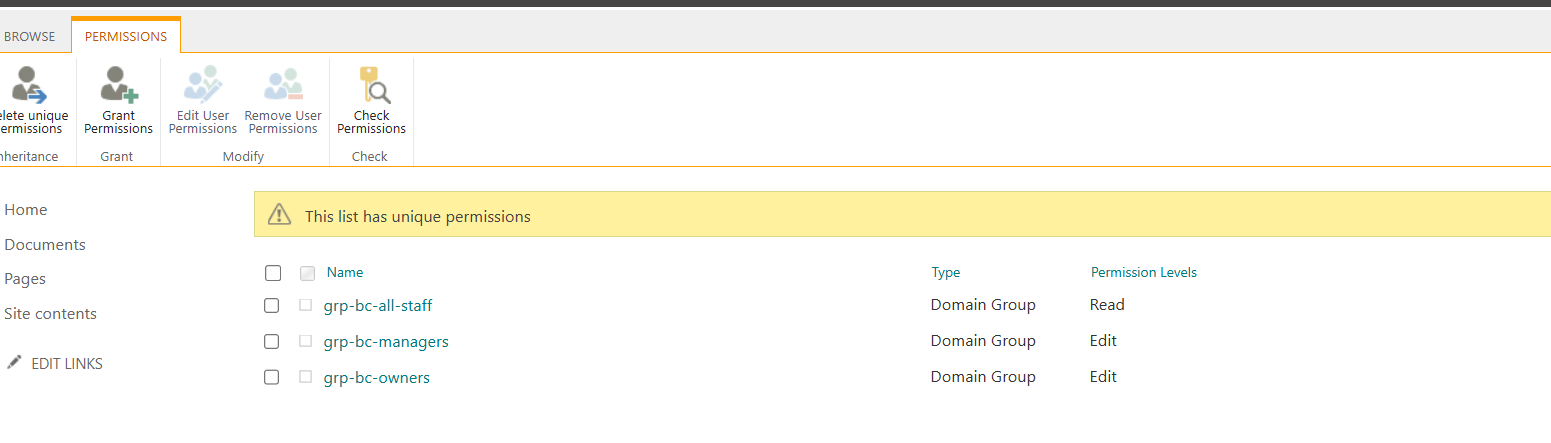 BROWSE
PERMISSIONS
elete unique
ermissions
Grant
Permissions
Edit User
Permissions
Remove User
Permissions
Check
Permissions
nheritance
Grant
Modify
Check
Home
Documents
Pages
Site contents
EDIT LINKS
This list has unique permissions
Name Type Permission Levels
grp-bc-all-staff Domain Group Read
grp-bc-managers Domain Group Edit
grp-bc-owners Domain Group Edit